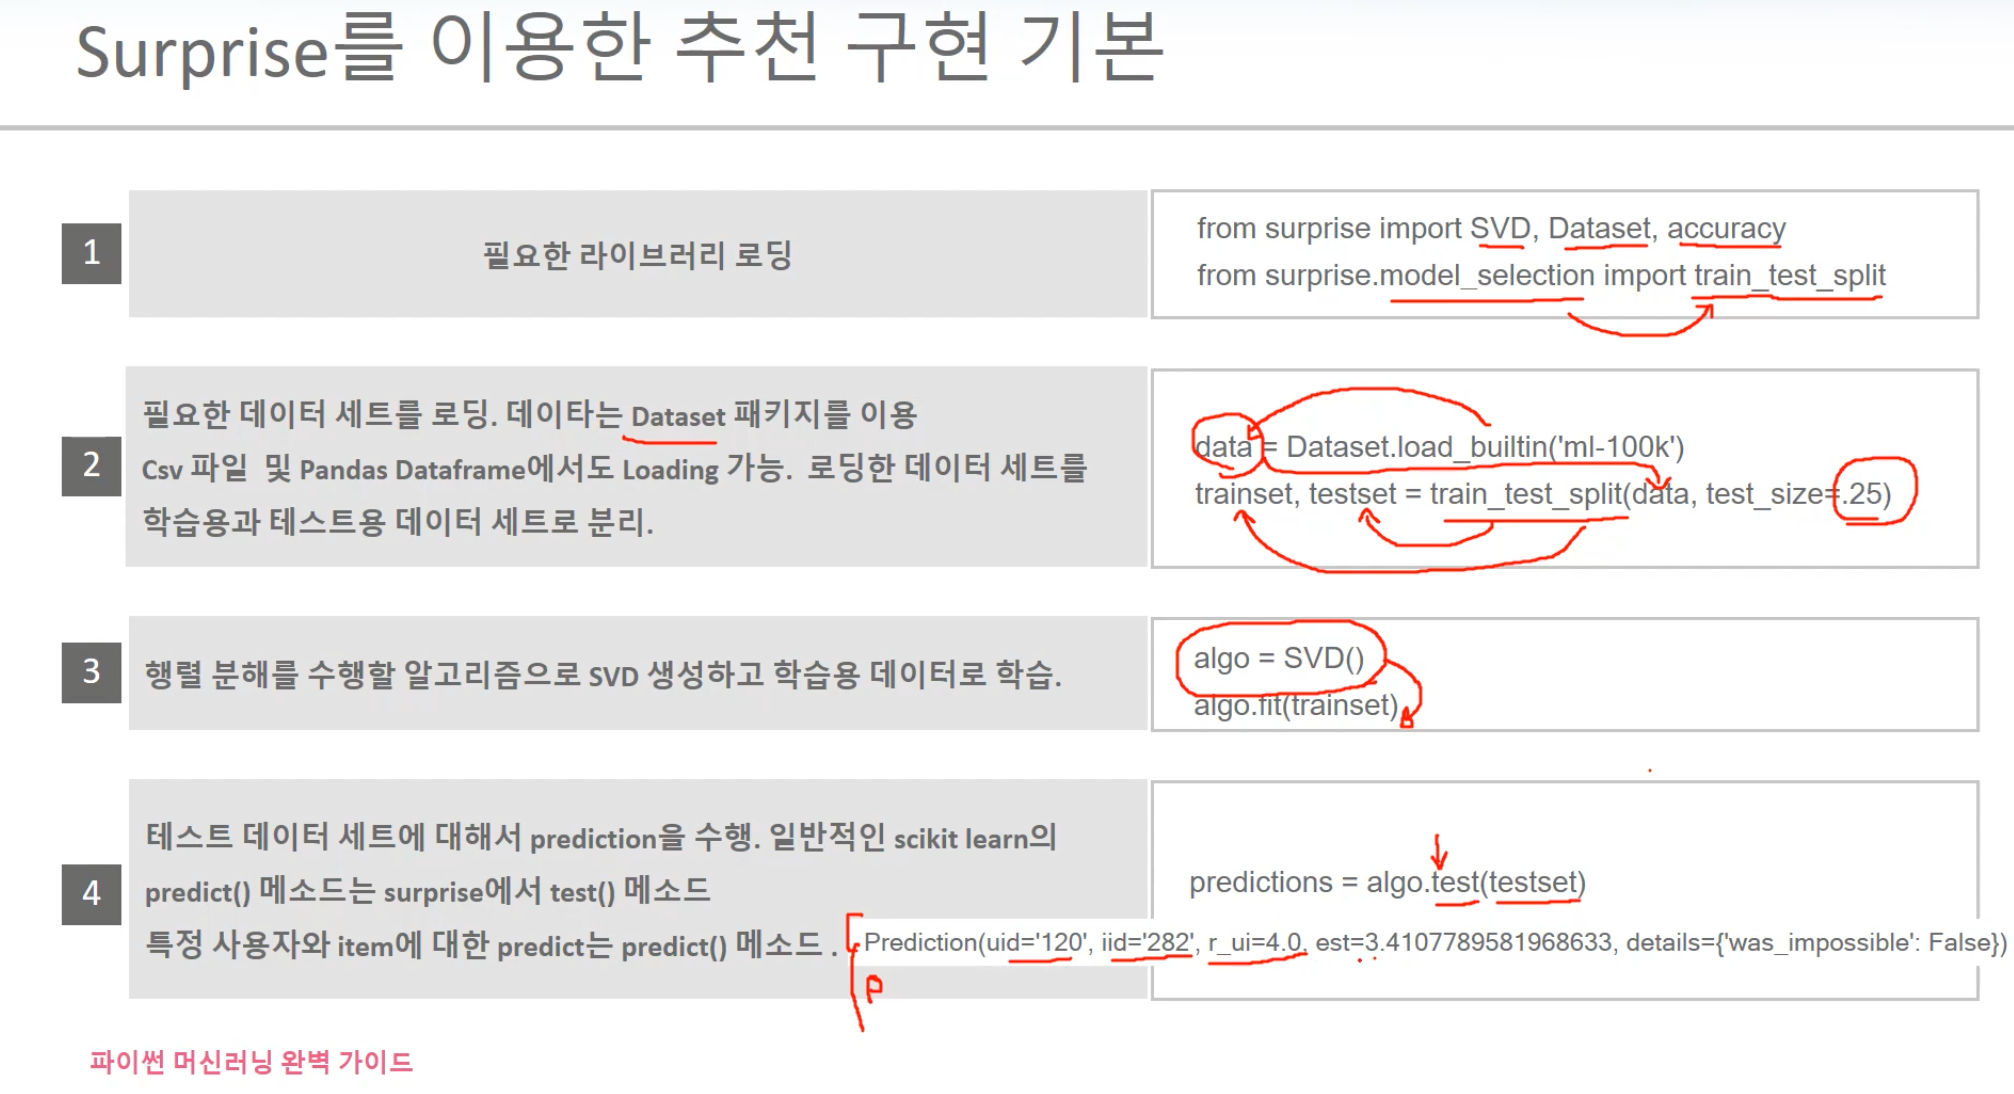 Surprise를 이용한 추천 구현 기본
1
필요한 라이브러리 로딩
from surprise import SVD, Dataset, accuracy
from surprise.model_selection import train_test_split
2
필요한 데이터 세트를 로딩. 데이타는 Dataset 패키지를 이용
Csv 파일 및 Pandas Dataframe에서도 Loading 가능. 로딩한 데이터 세트를
학습용과 테스트용 데이터 세트로 분리.
data = Dataset.load_builtin('ml-100k')
trainset, testset = train_test_split(data, test_size=.25)
3
행렬 분해를 수행할 알고리즘으로 SVD 생성하고 학습용 데이터로 학습.
algo = SVD()
algo.fit(trainset)
4
테스트 데이터 세트에 대해서 prediction을 수행. 일반적인 scikit learn의
predict() 메소드는 surprise에서 test() 메소드
특정 사용자와 item에 대한 predict는 predict() 메소드 .
predictions = algo.test(testset)
Prediction(uid='120', iid='282', r_ui=4.0, est=3.4107789581968633, details={'was_impossible': False})
P
파이썬 머신러닝 완벽 가이드